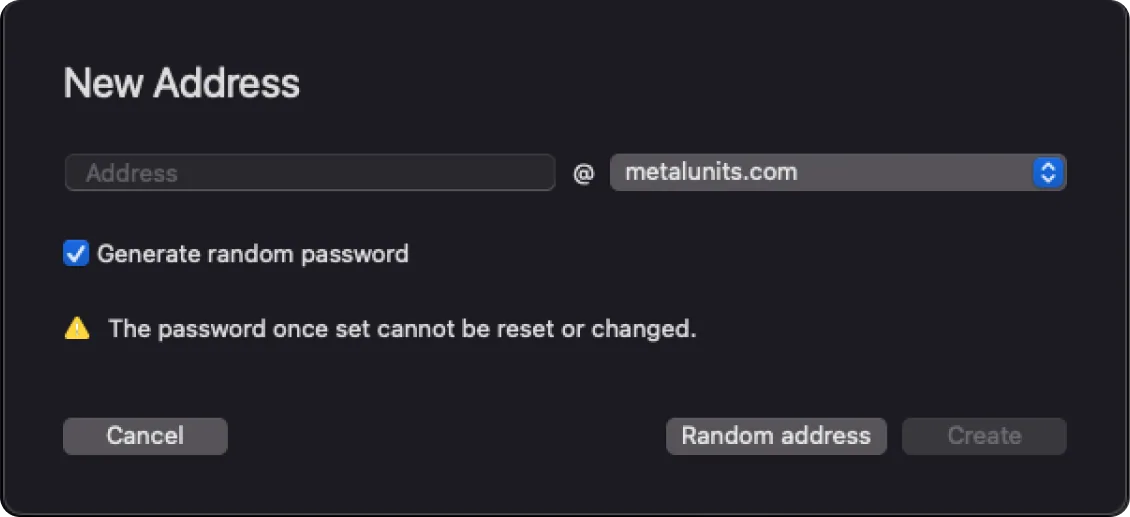 New Address
Address @ metalunits.com
Generate random password
The password once set cannot be reset or changed.
Cancel Random address Create